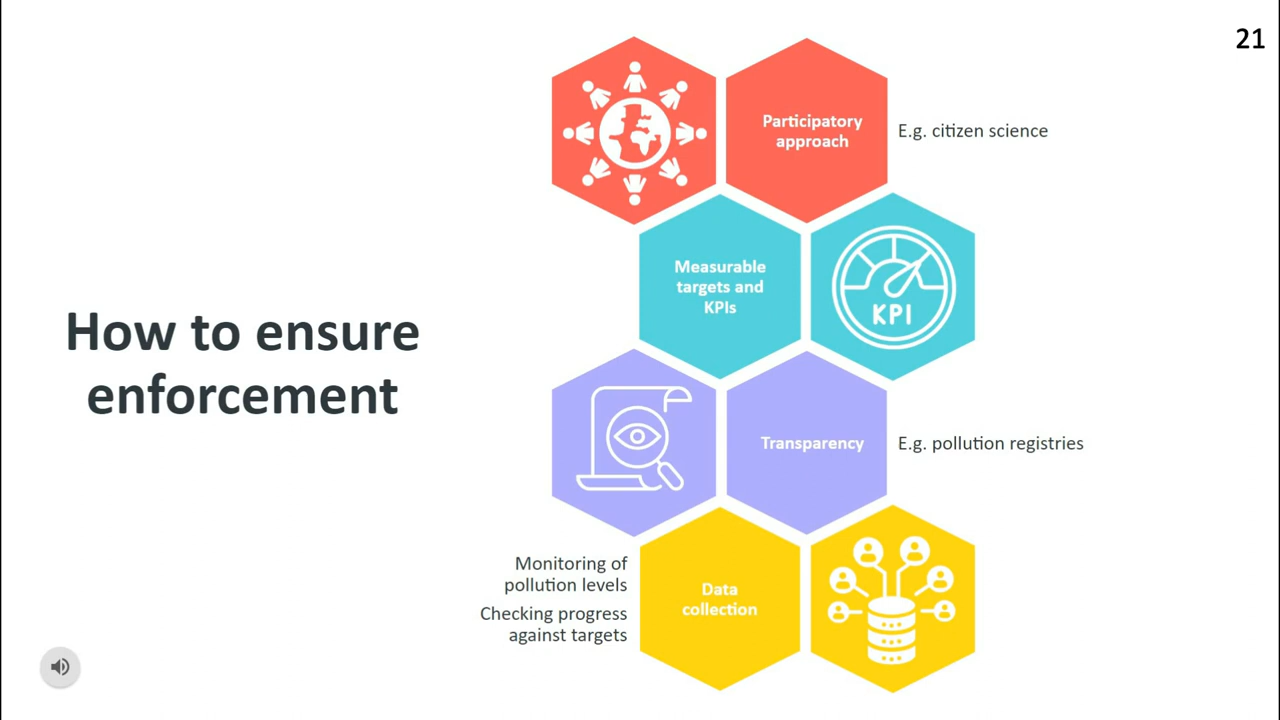 21
How to ensure
enforcement
Participatory
approach
E.g. citizen science
Measurable
targets and
KPIs
KPI
Transparency
E.g. pollution registries
Monitoring of
pollution levels
Checking progress
against targets
Data
collection